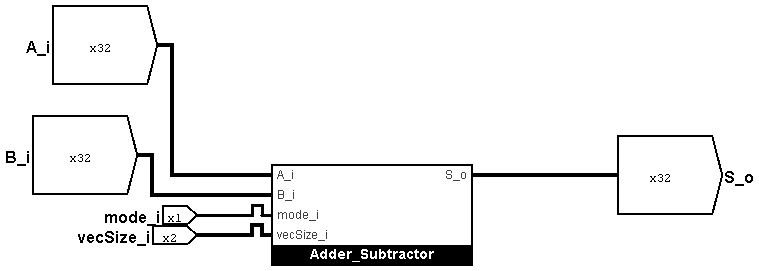 A_i
x32
B_i
x32
A_i
S_o
B_i
mode_i
x1
mode_i
vecSize_i
x2
vecSize_i
Adder_Subtractor
x32
S_o